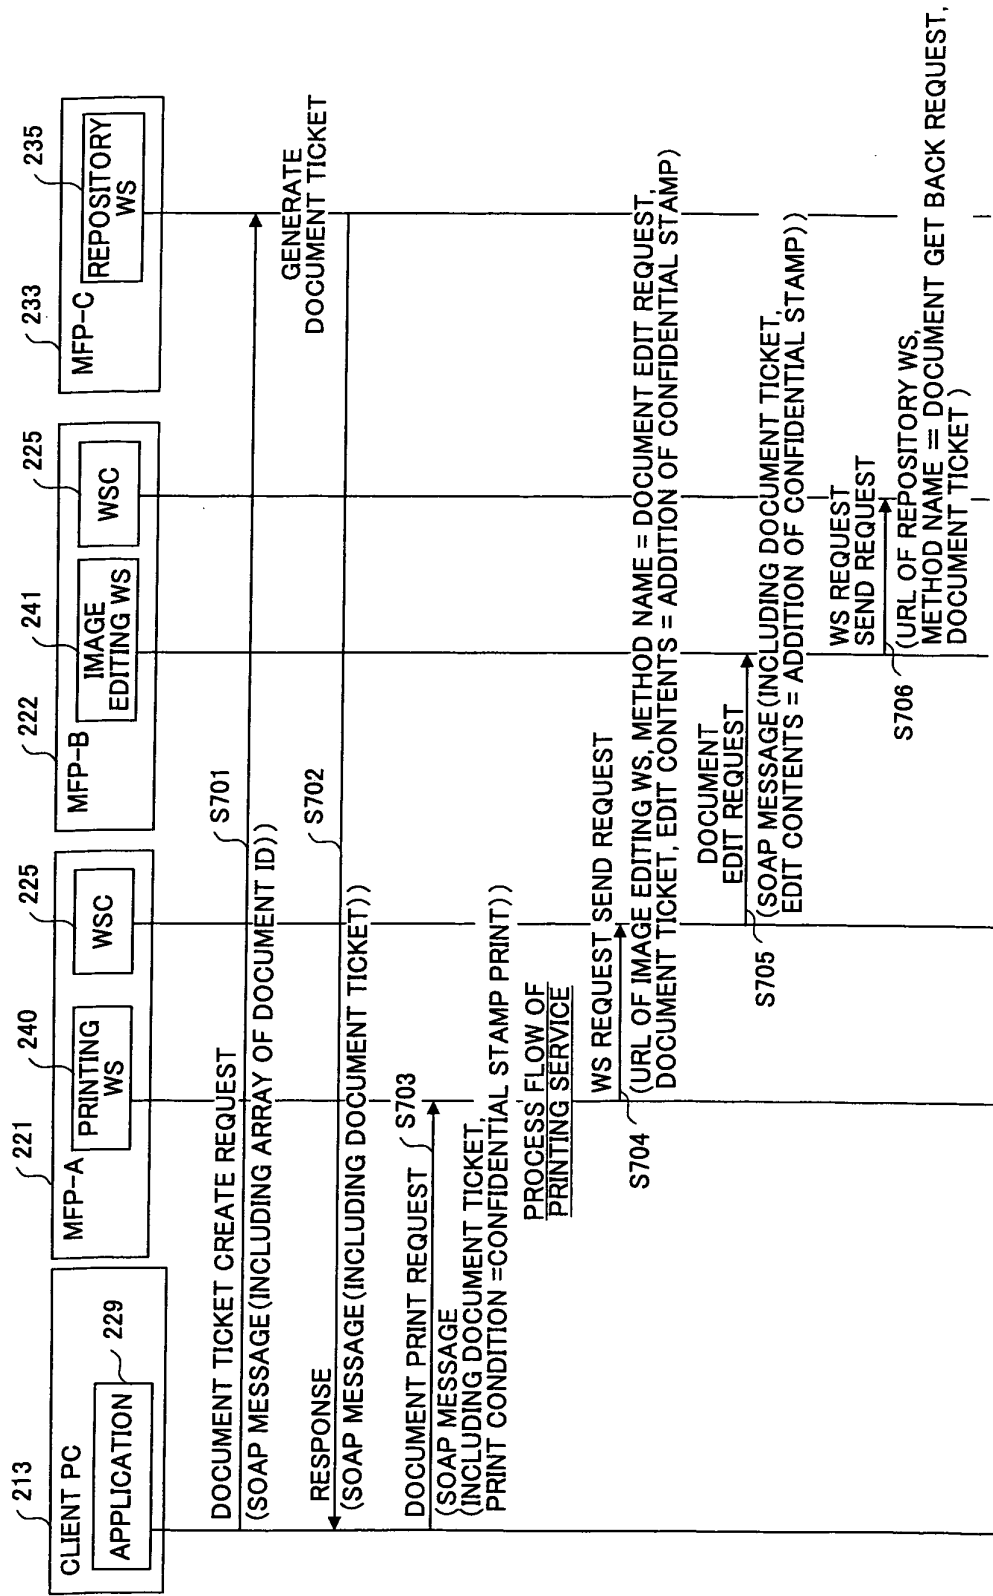 213
CLIENT PC
APPLICATION
229
221
MFP-A
240
PRINTING
WS
225
WSC
222
MFP-B
241
IMAGE
EDITING WS
225
WSC
233
MFP-C
235
REPOSITORY
WS
DOCUMENT TICKET CREATE REQUEST
S701
(SOAP MESSAGE(INCLUDING ARRAY OF DOCUMENT ID))
GENERATE
DOCUMENT TICKET
RESPONSE
S702
(SOAP MESSAGE(INCLUDING DOCUMENT TICKET))
DOCUMENT PRINT REQUEST
S703
(SOAP MESSAGE
(INCLUDING DOCUMENT TICKET,
PRINT CONDITION =CONFIDENTIAL STAMP PRINT))
PROCESS FLOW OF
PRINTING SERVICE
WS REQUEST SEND REQUEST
S704
(URL OF IMAGE EDITING WS, METHOD NAME = DOCUMENT EDIT REQUEST,
DOCUMENT TICKET, EDIT CONTENTS = ADDITION OF CONFIDENTIAL STAMP)
DOCUMENT
EDIT REQUEST
S705
(SOAP MESSAGE(INCLUDING DOCUMENT TICKET,
EDIT CONTENTS = ADDITION OF CONFIDENTIAL STAMP))
WS REQUEST
SEND REQUEST
S706
(URL OF REPOSITORY WS,
METHOD NAME = DOCUMENT GET BACK REQUEST,
DOCUMENT TICKET )